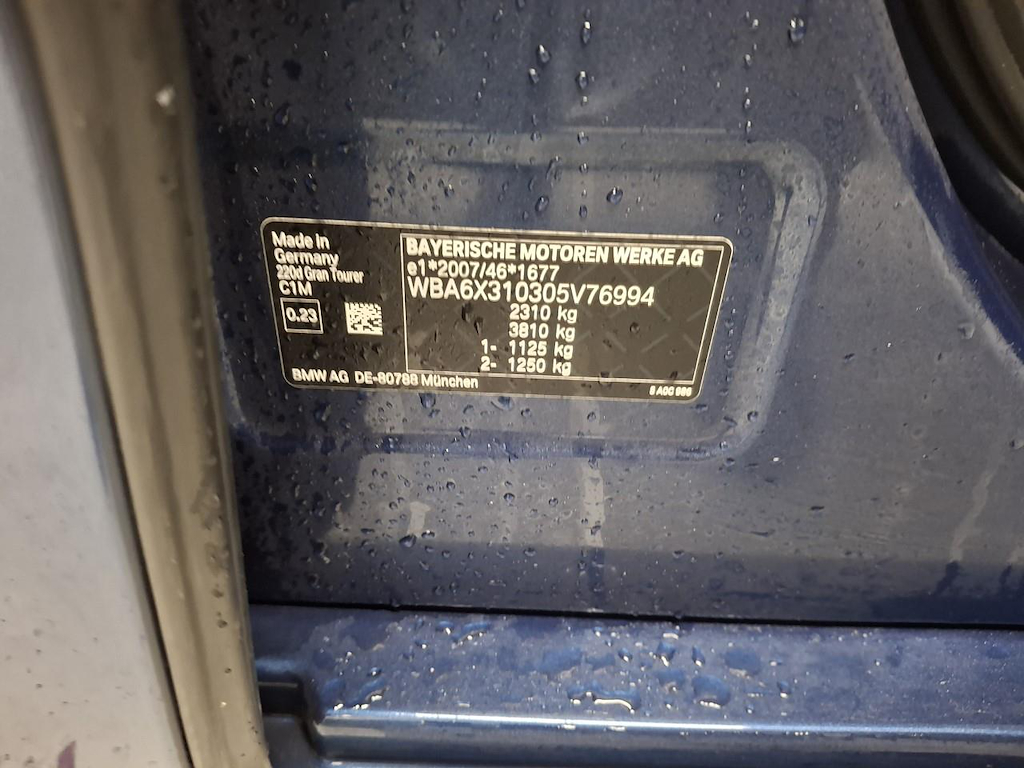 Made in
Germany
220d Gran Tourer
C1M
0.23
BAYERISCHE MOTOREN WERKE AG
e1*2007/46*1677
WBA6X310305V76994
2310 kg
3810 kg
1- 1125 kg
2- 1250 kg
BMW AG DE-80788 München